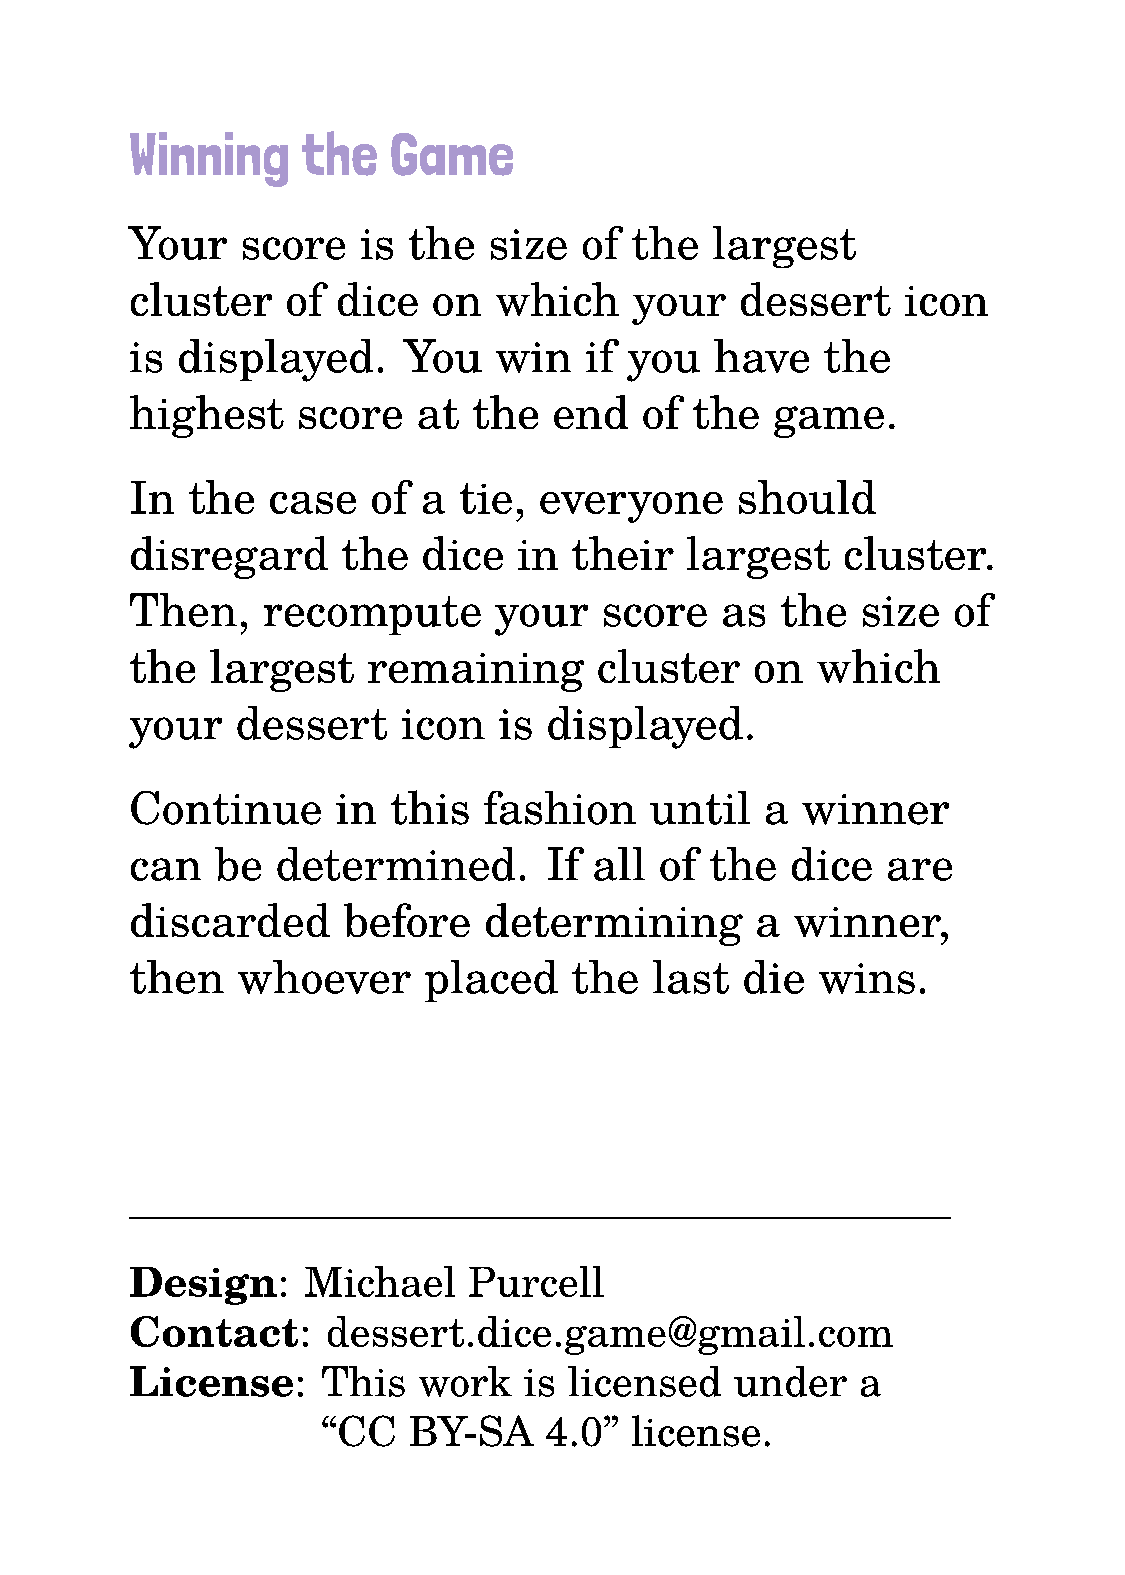 Winning the Game
Your score is the size of the largest
cluster of dice on which your dessert icon
is displayed. You win if you have the
highest score at the end of the game.
In the case of a tie, everyone should
disregard the dice in their largest cluster.
Then, recompute your score as the size of
the largest remaining cluster on which
your dessert icon is displayed.
Continue in this fashion until a winner
can be determined. If all of the dice are
discarded before determining a winner,
then whoever placed the last die wins.
Design: Michael Purcell
Contact: dessert.dice.game@gmail.com
License: This work is licensed under a
“CC BY-SA 4.0” license.